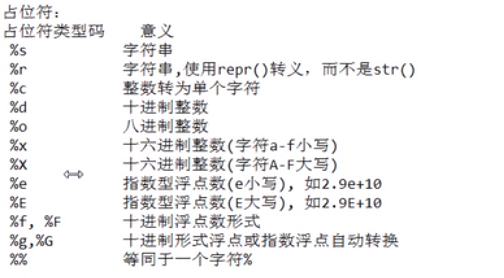 占位符：
占位符类型码 意义
%s 字符串
%r 字符串,使用repr()转义，而不是str()
%c 整数转为单个字符
%d 十进制整数
%o 八进制整数
%x 十六进制整数(字符a-f小写)
%X 十六进制整数(字符A-F大写)
%e 指数型浮点数(e小写), 如2.9e+10
%E 指数型浮点数(E大写), 如2.9E+10
%f, %F 十进制浮点数形式
%g,%G 十进制形式浮点或指数浮点自动转换
%% 等同于一个字符%